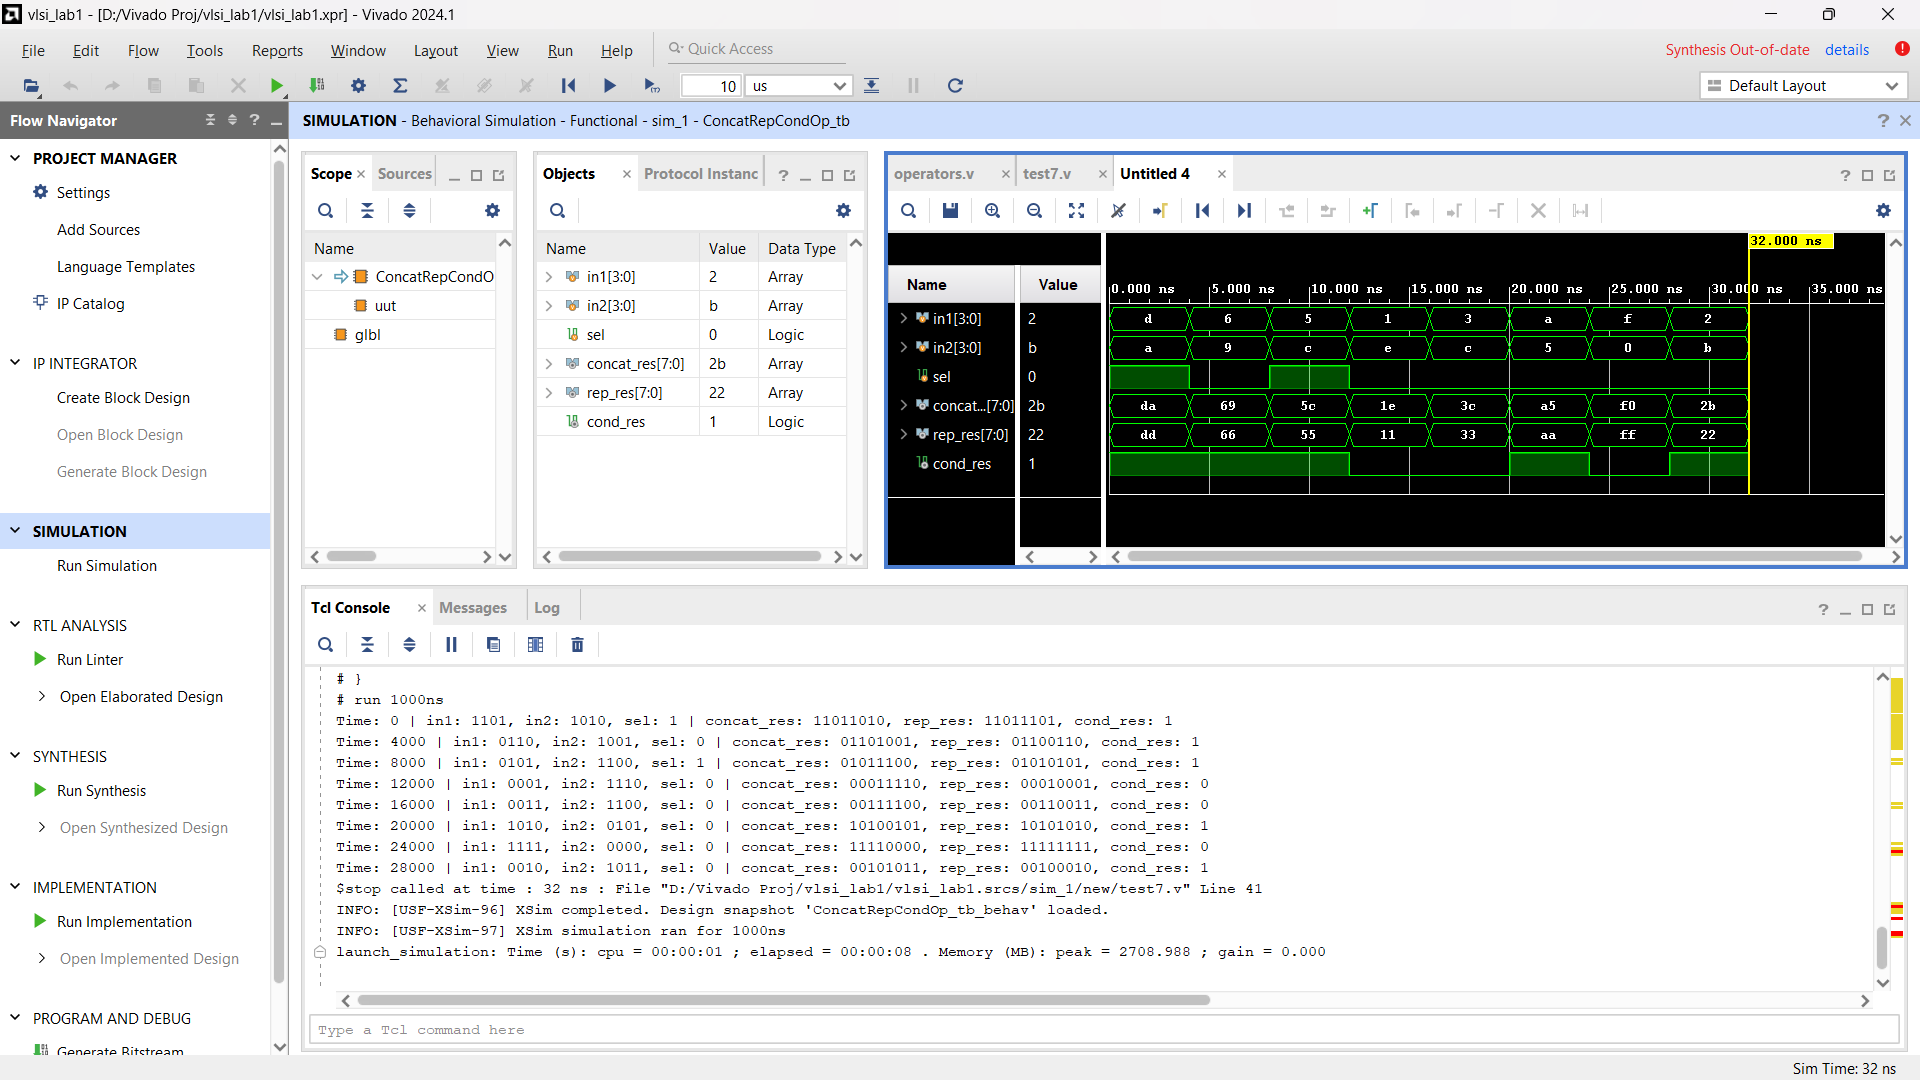 vlsi_lab1 - [D:/Vivado Proj/vlsi_lab1/vlsi_lab1.xpr] - Vivado 2024.1
File Edit Flow Tools Reports Window Layout View Run Help Quick Access
Synthesis Out-of-date details
10 us
Default Layout
Flow Navigator
PROJECT MANAGER
Settings
Add Sources
Language Templates
IP Catalog
IP INTEGRATOR
Create Block Design
Open Block Design
Generate Block Design
SIMULATION
Run Simulation
RTL ANALYSIS
Run Linter
Open Elaborated Design
SYNTHESIS
Run Synthesis
Open Synthesized Design
IMPLEMENTATION
Run Implementation
Open Implemented Design
PROGRAM AND DEBUG
Generate Bitstream
SIMULATION - Behavioral Simulation - Functional - sim_1 - ConcatRepCondOp_tb
Scope Sources
Name
ConcatRepCondO
uut
glbl
Objects Protocol Instanc
Name Value Data Type
in1[3:0] 2 Array
in2[3:0] b Array
sel 0 Logic
concat_res[7:0] 2b Array
rep_res[7:0] 22 Array
cond_res 1 Logic
operators.v test7.v Untitled 4
32.000 ns
Name Value
0.000 ns 5.000 ns 10.000 ns 15.000 ns 20.000 ns 25.000 ns 30.000 ns 35.000 ns
in1[3:0] 2 d 6 5 1 3 a f 2
in2[3:0] b a 9 c e c 5 0 b
sel 0
concat...[7:0] 2b da 69 5c 1e 3c a5 f0 2b
rep_res[7:0] 22 dd 66 55 11 33 aa ff 22
cond_res 1
Tcl Console Messages Log
# }
# run 1000ns
Time: 0 | in1: 1101, in2: 1010, sel: 1 | concat_res: 11011010, rep_res: 11011101, cond_res: 1
Time: 4000 | in1: 0110, in2: 1001, sel: 0 | concat_res: 01101001, rep_res: 01100110, cond_res: 1
Time: 8000 | in1: 0101, in2: 1100, sel: 1 | concat_res: 01011100, rep_res: 01010101, cond_res: 1
Time: 12000 | in1: 0001, in2: 1110, sel: 0 | concat_res: 00011110, rep_res: 00010001, cond_res: 0
Time: 16000 | in1: 0011, in2: 1100, sel: 0 | concat_res: 00111100, rep_res: 00110011, cond_res: 0
Time: 20000 | in1: 1010, in2: 0101, sel: 0 | concat_res: 10100101, rep_res: 10101010, cond_res: 1
Time: 24000 | in1: 1111, in2: 0000, sel: 0 | concat_res: 11110000, rep_res: 11111111, cond_res: 0
Time: 28000 | in1: 0010, in2: 1011, sel: 0 | concat_res: 00101011, rep_res: 00100010, cond_res: 1
$stop called at time : 32 ns : File "D:/Vivado Proj/vlsi_lab1/vlsi_lab1.srcs/sim_1/new/test7.v" Line 41
INFO: [USF-XSim-96] XSim completed. Design snapshot 'ConcatRepCondOp_tb_behav' loaded.
INFO: [USF-XSim-97] XSim simulation ran for 1000ns
launch_simulation: Time (s): cpu = 00:00:01 ; elapsed = 00:00:08 . Memory (MB): peak = 2708.988 ; gain = 0.000
Type a Tcl command here
Sim Time: 32 ns